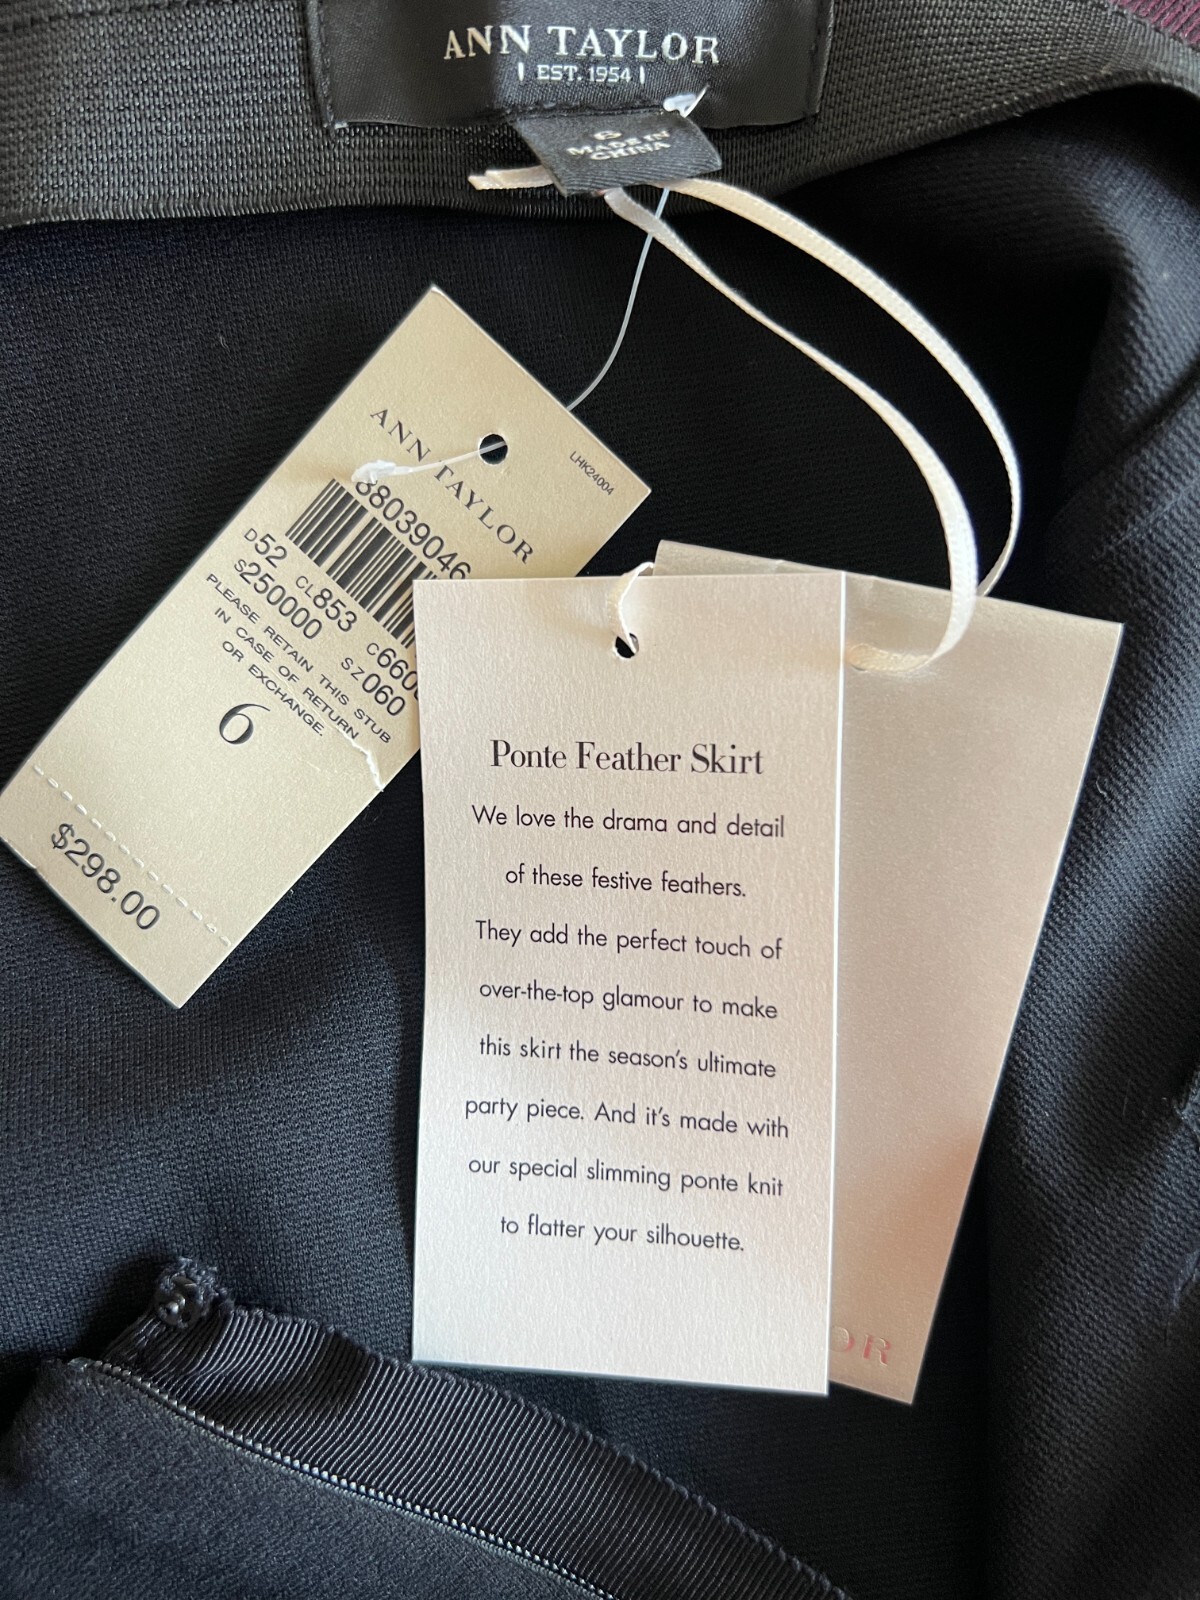 ANN TAYLOR
EST. 1954
6
MADE IN
CHINA
ANN TAYLOR
LHK24004
88039046
D52 CL853 C660
S250000 SZ060
PLEASE RETAIN THIS STUB
IN CASE OF RETURN
OR EXCHANGE.
6
$298.00
Ponte Feather Skirt
We love the drama and detail
of these festive feathers.
They add the perfect touch of
over-the-top glamour to make
this skirt the season's ultimate
party piece. And it's made with
our special slimming ponte knit
to flatter your silhouette.
OR